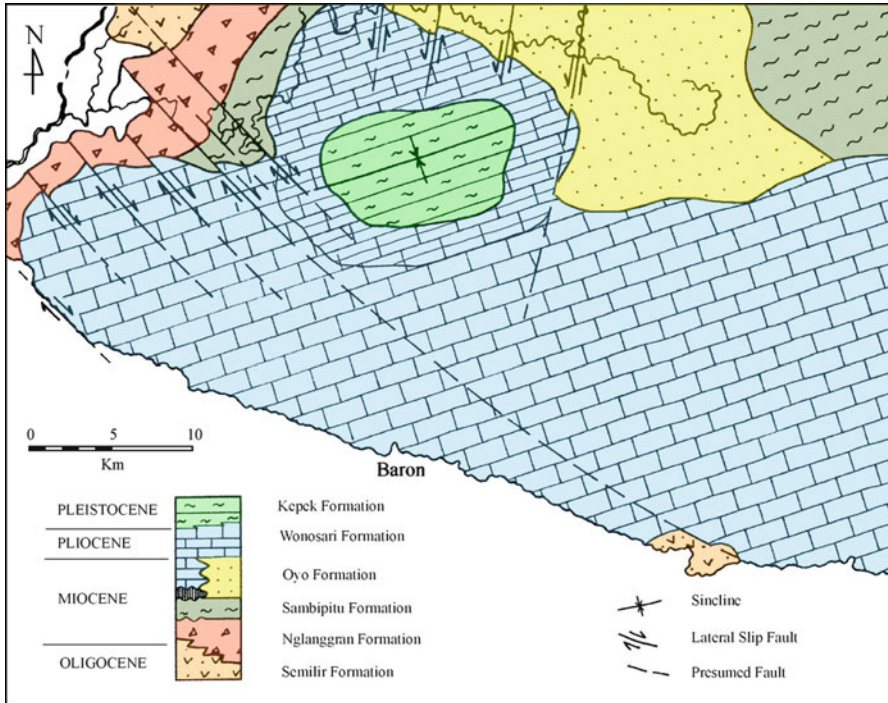 N
0 5 10
Km
Baron
PLEISTOCENE
PLIOCENE
MIOCENE
OLIGOCENE
Kepek Formation
Wonosari Formation
Oyo Formation
Sambipitu Formation
Nglanggran Formation
Semilir Formation
Sincline
Lateral Slip Fault
Presumed Fault